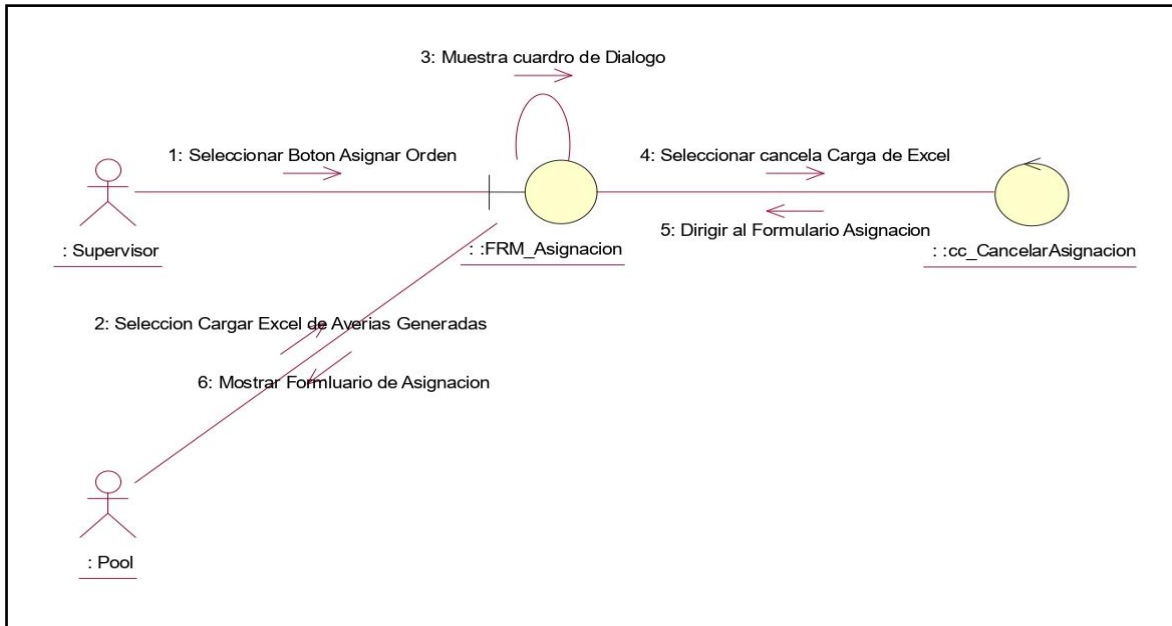 3: Muestra cuardro de Dialogo
1: Seleccionar Boton Asignar Orden
4: Seleccionar cancela Carga de Excel
5: Dirigir al Formulario Asignacion
: Supervisor
: :FRM_Asignacion
: :cc_CancelarAsignacion
2: Seleccion Cargar Excel de Averias Generadas
6: Mostrar Formluario de Asignacion
: Pool